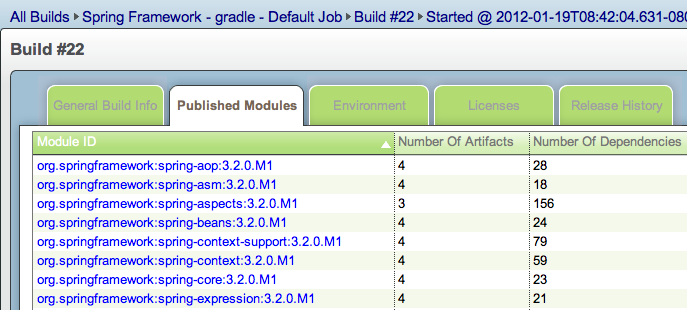 All Builds Spring Framework - gradle - Default Job Build #22 Started @ 2012-01-19T08:42:04.631-080
Build #22
General Build Info Published Modules Environment Licenses Release History
Module ID Number Of Artifacts Number Of Dependencies
org.springframework:spring-aop:3.2.0.M1 4 28
org.springframework:spring-asm:3.2.0.M1 4 18
org.springframework:spring-aspects:3.2.0.M1 3 156
org.springframework:spring-beans:3.2.0.M1 4 24
org.springframework:spring-context-support:3.2.0.M1 4 79
org.springframework:spring-context:3.2.0.M1 4 59
org.springframework:spring-core:3.2.0.M1 4 23
org.springframework:spring-expression:3.2.0.M1 4 21